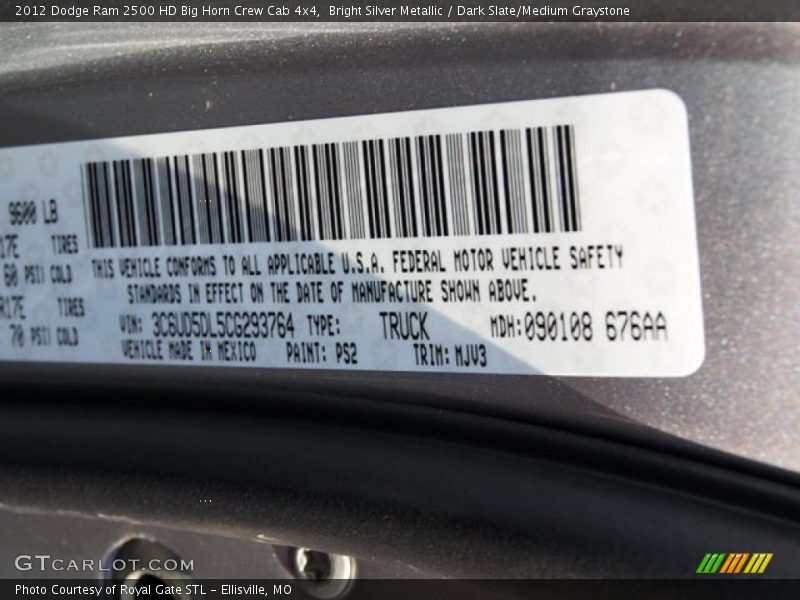 2012 Dodge Ram 2500 HD Big Horn Crew Cab 4x4,  Bright Silver Metallic / Dark Slate/Medium Graystone
9600 LB
17E TIRES
60 PSI COLD
R17E TIRES
70 PSI COLD
THIS VEHICLE CONFORMS TO ALL APPLICABLE U.S.A. FEDERAL MOTOR VEHICLE SAFETY
STANDARDS IN EFFECT ON THE DATE OF MANUFACTURE SHOWN ABOVE.
VIN: 3C6UD5DL5CG293764 TYPE: TRUCK MDH:090108 676AA
VEHICLE MADE IN MEXICO PAINT: PS2 TRIM: MJV3
GTCARLOT.COM
Photo Courtesy of Royal Gate STL – Ellisville, MO